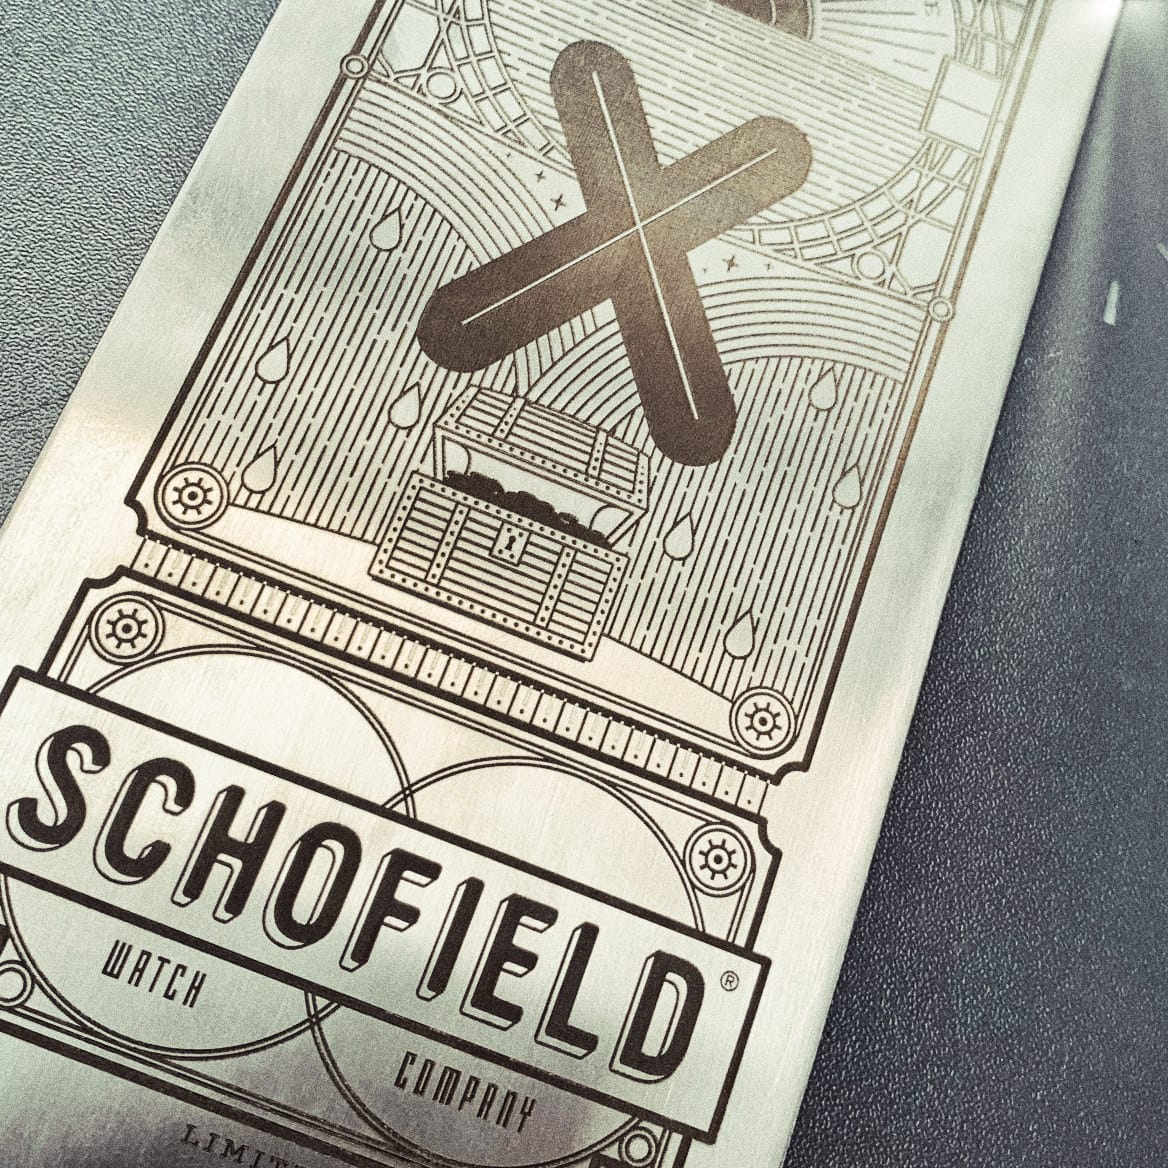 X
SCHOFIELD®
WATCH
COMPANY